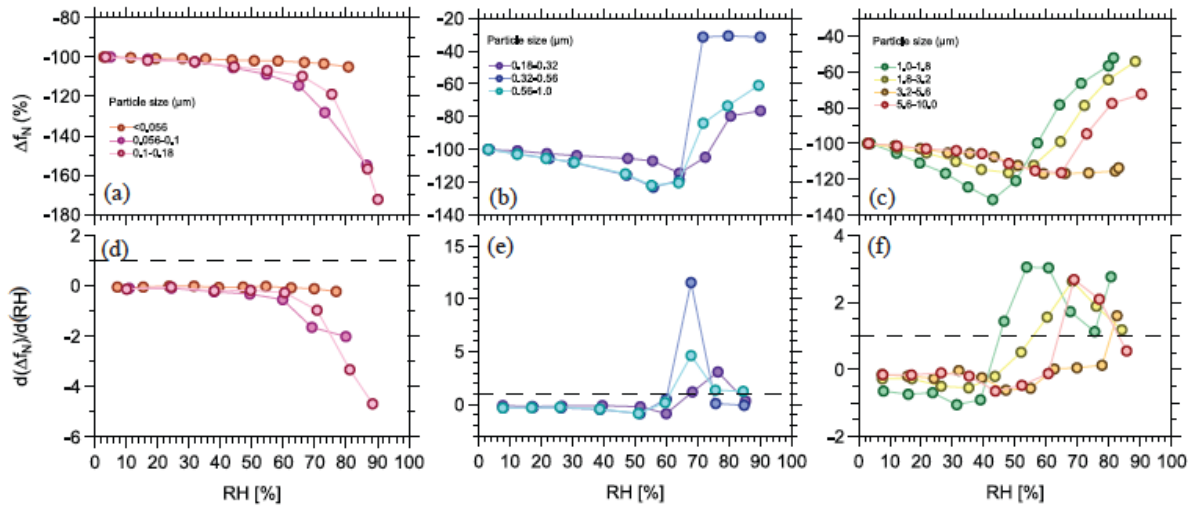 (a)
Δf_N (%)
-80
-100
-120
-140
-160
-180
Particle size (µm)
<0.056
0.056-0.1
0.1-0.18
(b)
-20
-40
-60
-80
-100
-120
-140
Particle size (µm)
0.18-0.32
0.32-0.56
0.56-1.0
(c)
-40
-60
-80
-100
-120
-140
Particle size (µm)
1.0-1.8
1.8-3.2
3.2-5.6
5.6-10.0
(d)
d(Δf_N)/d(RH)
2
0
-2
-4
-6
0 10 20 30 40 50 60 70 80 90 100
RH [%]
(e)
15
10
5
0
0 10 20 30 40 50 60 70 80 90 100
RH [%]
(f)
4
2
0
-2
0 10 20 30 40 50 60 70 80 90 100
RH [%]